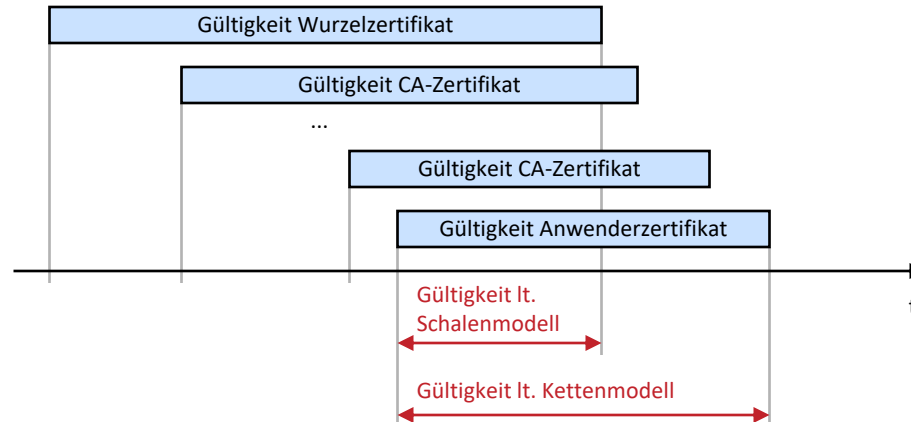 Gültigkeit Wurzelzertifikat
Gültigkeit CA-Zertifikat
...
Gültigkeit CA-Zertifikat
Gültigkeit Anwenderzertifikat
t
Gültigkeit lt.
Schalenmodell
Gültigkeit lt. Kettenmodell